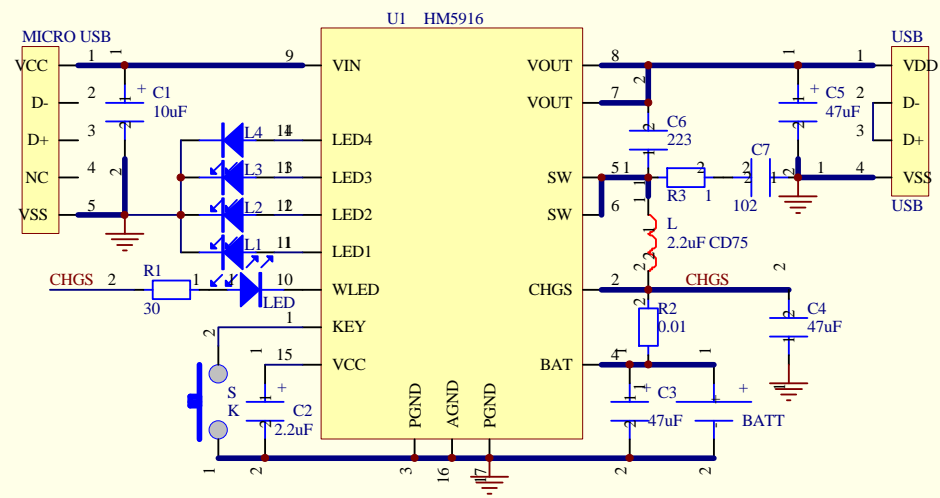 U1 HM5916
MICRO USB
USB
VCC 1 1 9 VIN VOUT 8 1 1 VDD
D- 2 C1 + 10uF VOUT 7 2 C5 + 47uF 2 D-
D+ 3 2 L4 14 LED4 C6 223 3 D+
NC 4 L3 13 LED3 SW 5 1 2 C7 2 1 4 VSS
VSS 5 L2 12 LED2 SW 6 R3 1 102 USB
L1 11 LED1 L 2.2uF CD75
CHGS 2 R1 1 10 WLED CHGS 2 CHGS 2
30 LED R2 0.01 C4 47uF
1 KEY
2 15 VCC BAT 4 1 1
S K C2 + 2.2uF PGND AGND PGND C3 + 47uF + BATT
1 2 3 16 17 2 2